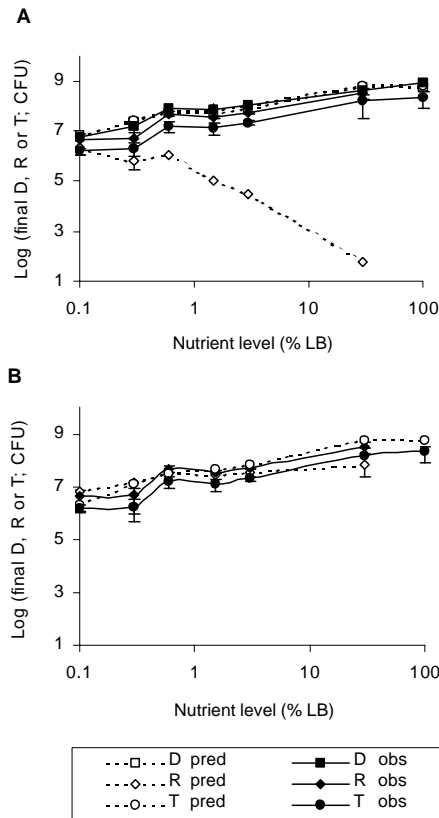 A
Log (final D, R or T; CFU)
9
7
5
3
1
0.1 1 10 100
Nutrient level (% LB)
B
Log (final D, R or T; CFU)
9
7
5
3
1
0.1 1 10 100
Nutrient level (% LB)
D pred D obs
R pred R obs
T pred T obs